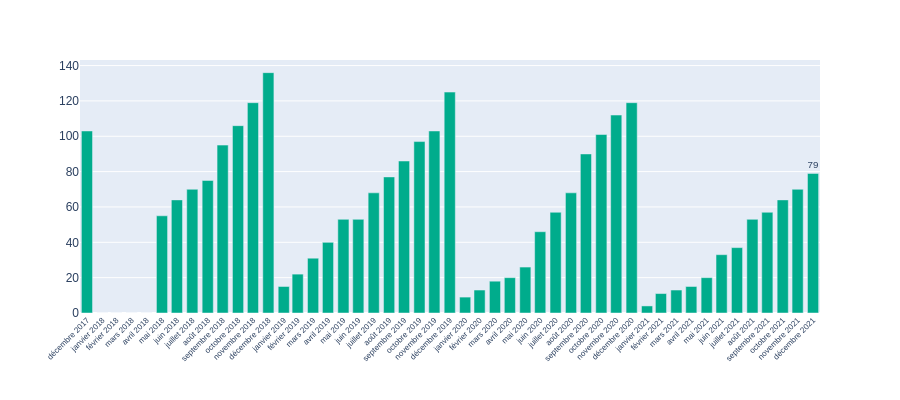 140
120
100
80
60
40
20
0
79
décembre 2017
janvier 2018
février 2018
mars 2018
avril 2018
mai 2018
juin 2018
juillet 2018
août 2018
septembre 2018
octobre 2018
novembre 2018
décembre 2018
janvier 2019
février 2019
mars 2019
avril 2019
mai 2019
juin 2019
juillet 2019
août 2019
septembre 2019
octobre 2019
novembre 2019
décembre 2019
janvier 2020
février 2020
mars 2020
avril 2020
mai 2020
juin 2020
juillet 2020
août 2020
septembre 2020
octobre 2020
novembre 2020
décembre 2020
janvier 2021
février 2021
mars 2021
avril 2021
mai 2021
juin 2021
juillet 2021
août 2021
septembre 2021
octobre 2021
novembre 2021
décembre 2021